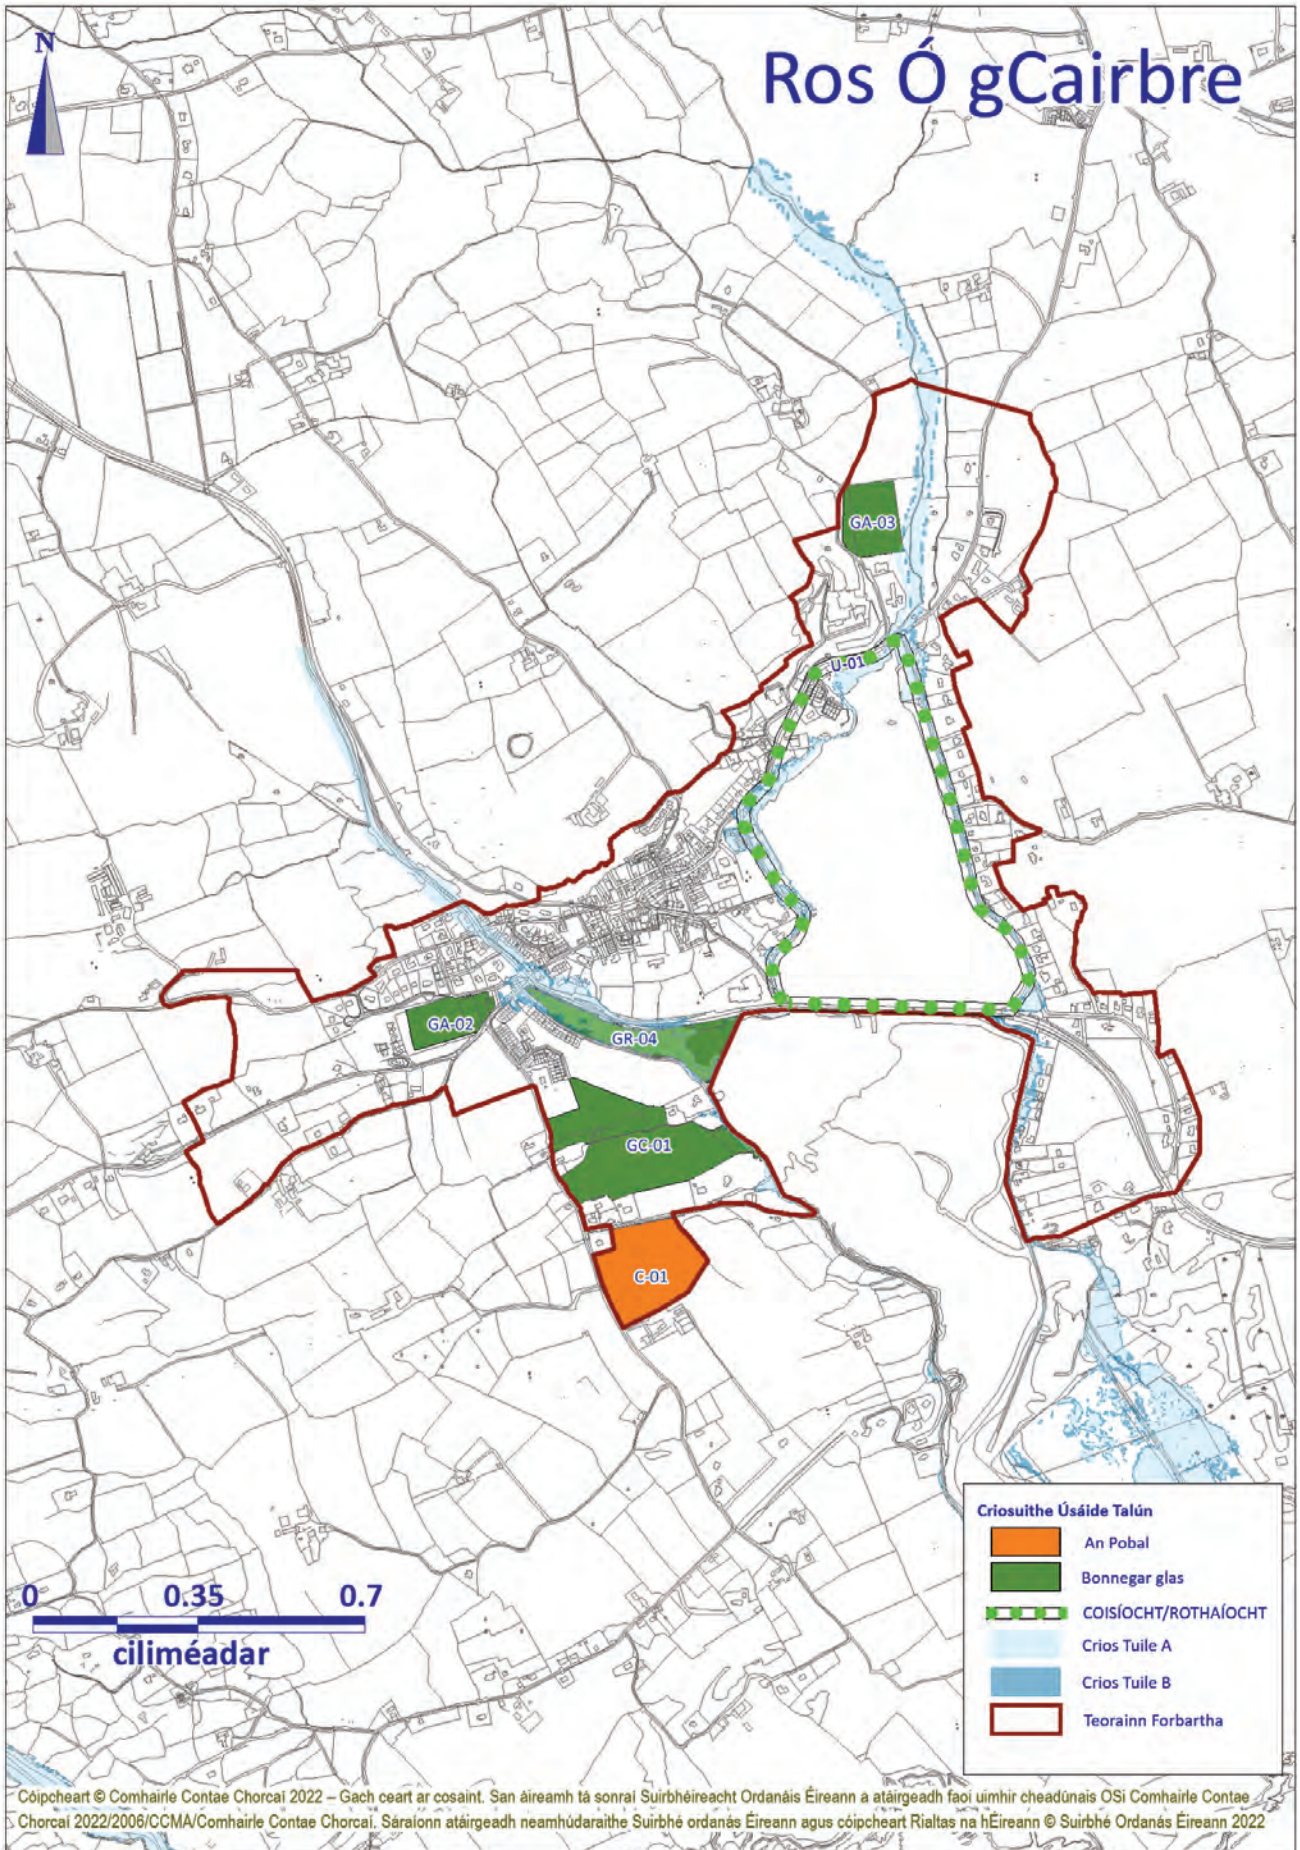 N
Ros Ó gCairbre
GA-03
U-01
GA-02
GR-04
GC-01
C-01
Criosuithe Úsáide Talún
An Pobal
Bonnegar glas
COISÍOCHT/ROTHAÍOCHT
Crios Tuile A
Crios Tuile B
Teorainn Forbartha
0 0.35 0.7
ciliméadar
Cóipcheart © Comhairle Contae Chorcaí 2022 – Gach ceart ar cosaint. San áireamh tá sonraí Suirbhéireacht Ordanáis Éireann a atáirgeadh faoi uimhir cheadúnais OSi Comhairle Contae
Chorcaí 2022/2006/CCMA/Comhairle Contae Chorcaí. Sáraíonn atáirgeadh neamhúdaraithe Suirbhé ordanás Éireann agus cóipcheart Rialtas na hÉireann © Suirbhé Ordanás Éireann 2022